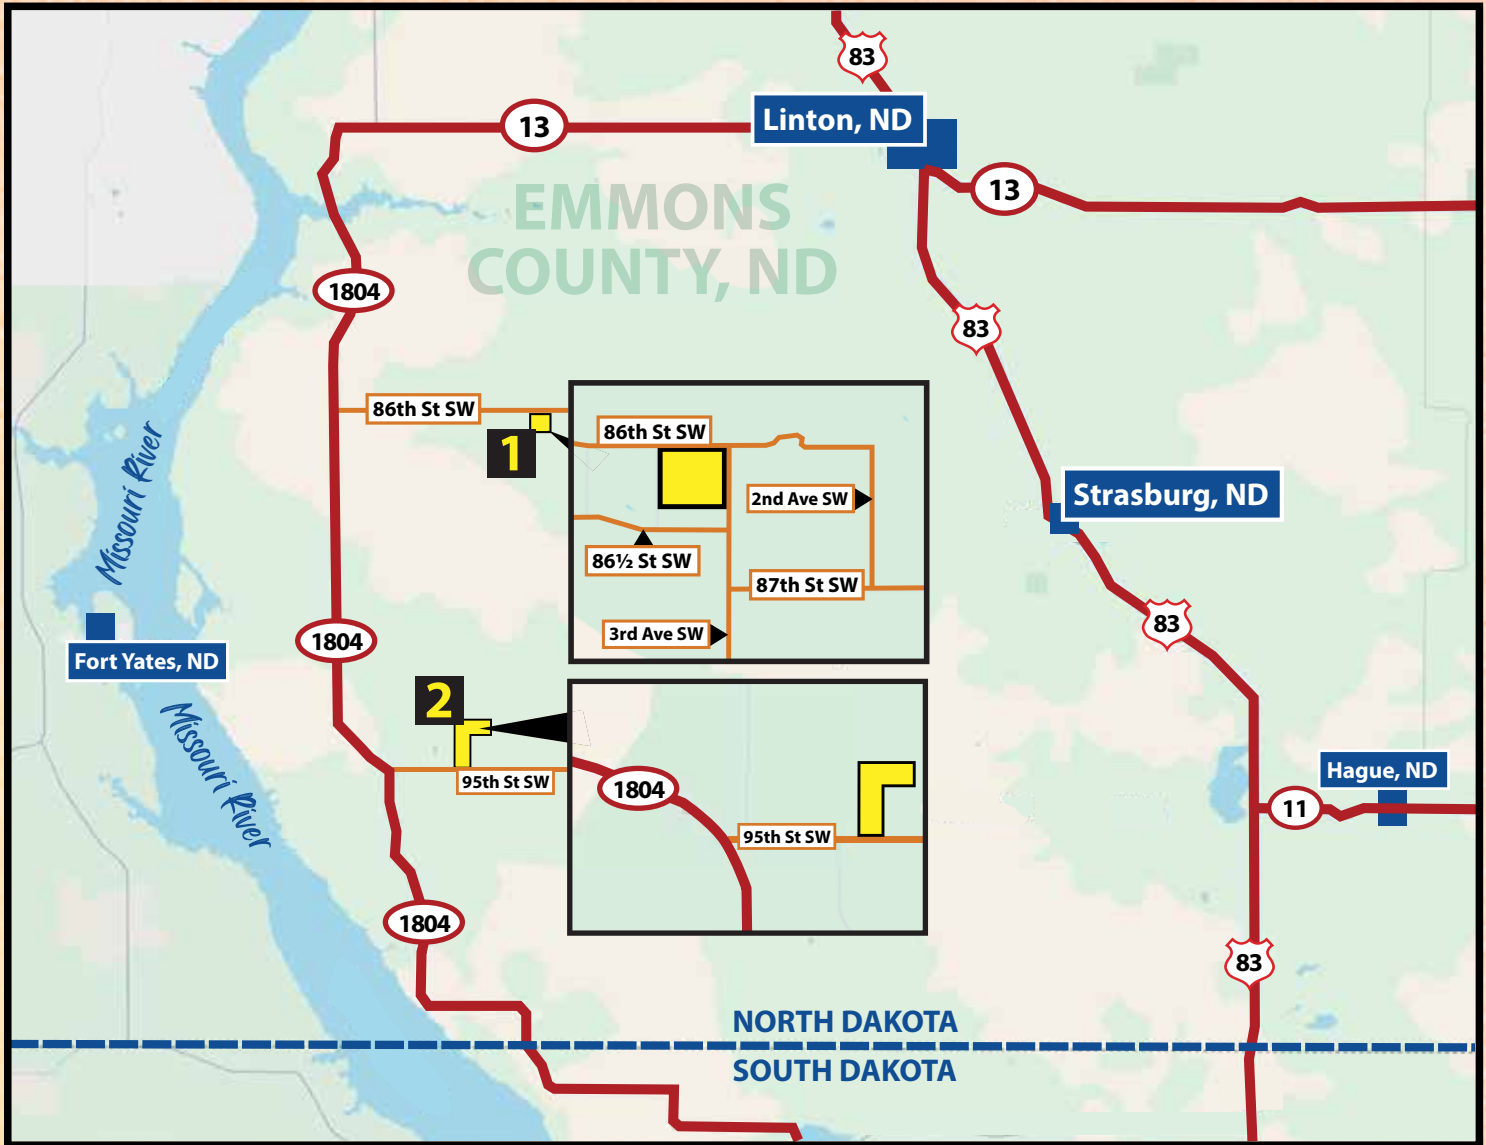 83
Linton, ND
13
13
EMMONS
COUNTY, ND
1804
83
86th St SW
1
86th St SW
2nd Ave SW
86½ St SW
87th St SW
3rd Ave SW
Strasburg, ND
Missouri River
83
Fort Yates, ND
1804
2
Missouri River
95th St SW
1804
95th St SW
Hague, ND
11
1804
83
NORTH DAKOTA
SOUTH DAKOTA